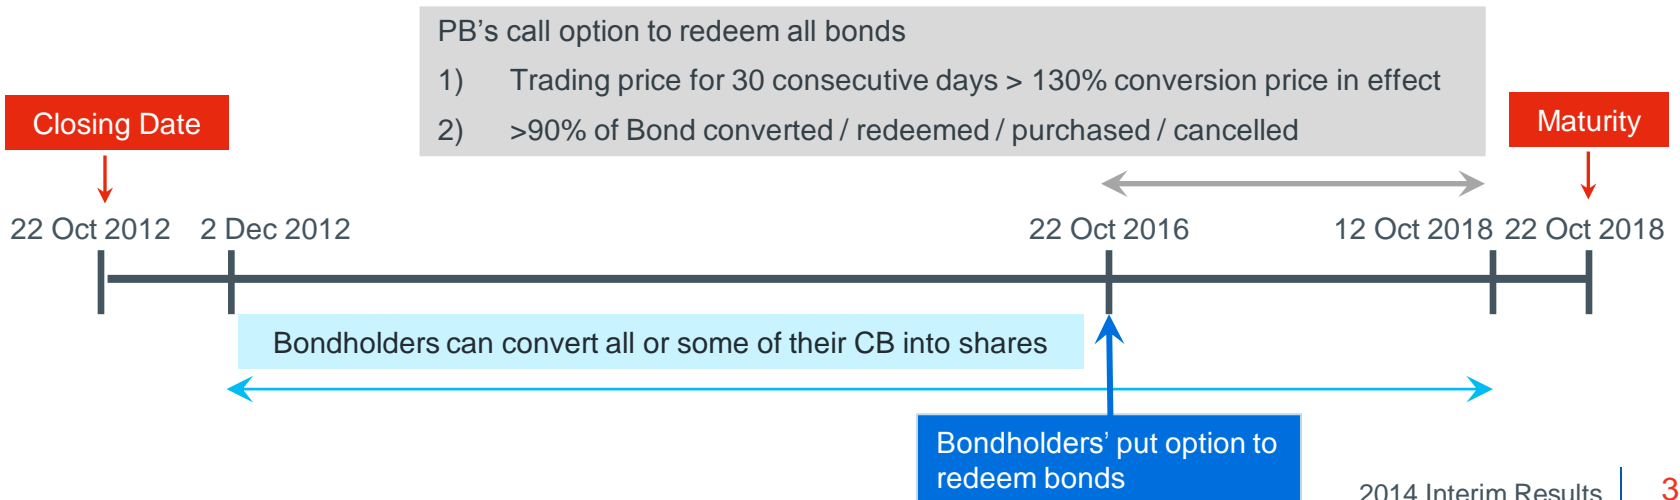 PB’s call option to redeem all bonds
1) Trading price for 30 consecutive days > 130% conversion price in effect
2) >90% of Bond converted / redeemed / purchased / cancelled
Closing Date
Maturity
22 Oct 2012 2 Dec 2012 22 Oct 2016 12 Oct 2018 22 Oct 2018
Bondholders can convert all or some of their CB into shares
Bondholders’ put option to
redeem bonds
2014 Interim Results